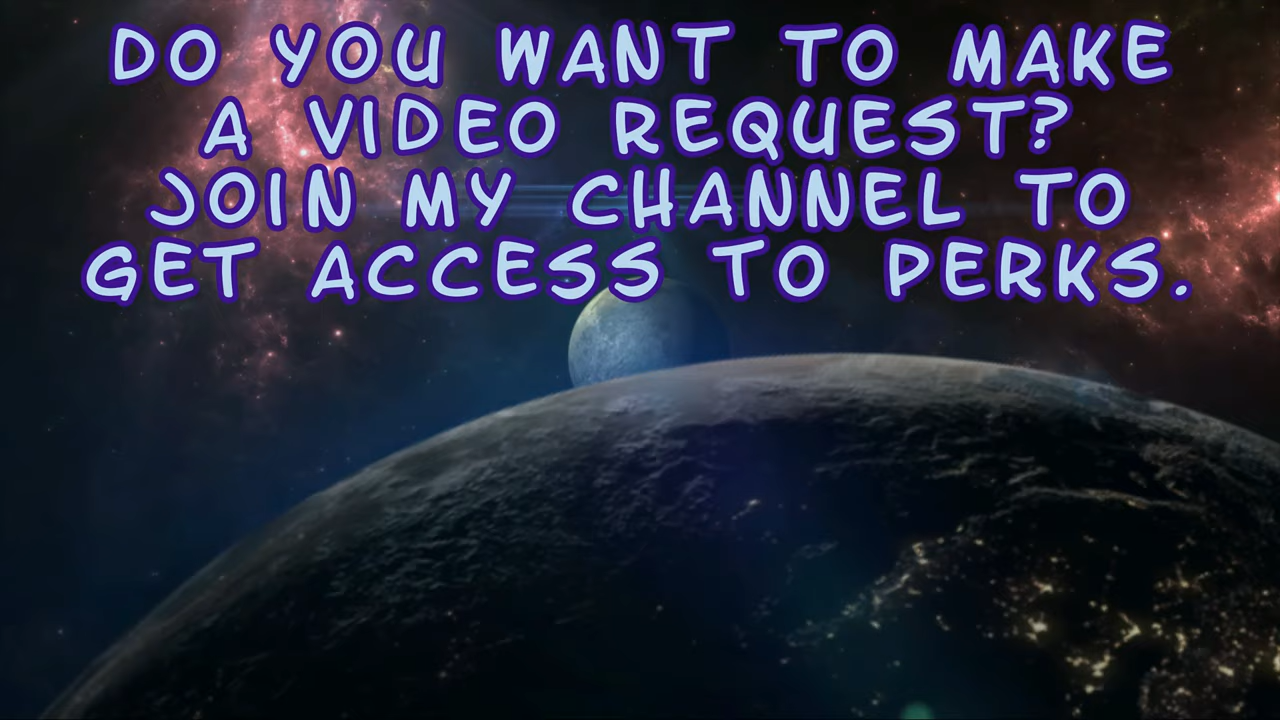 DO YOU WANT TO MAKE
A VIDEO REQUEST?
JOIN MY CHANNEL TO
GET ACCESS TO PERKS.